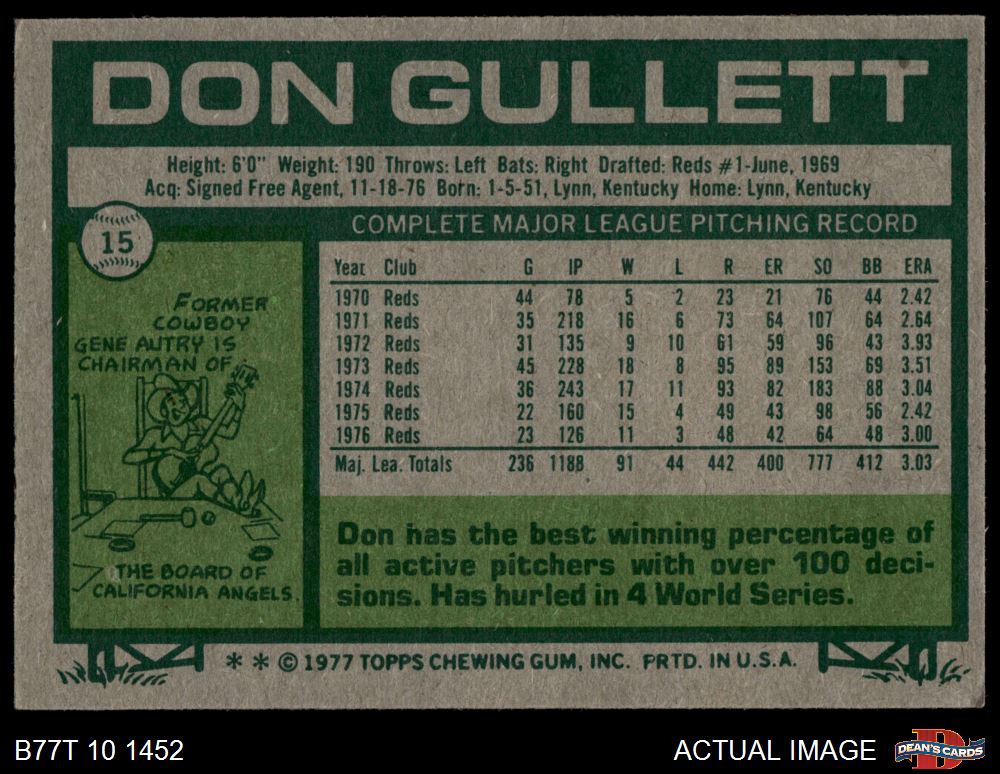 DON GULLETT
Height: 6'0" Weight: 190 Throws: Left Bats: Right Drafted: Reds #1-June, 1969
Acq: Signed Free Agent, 11-18-76 Born: 1-5-51, Lynn, Kentucky Home: Lynn, Kentucky
15
COMPLETE MAJOR LEAGUE PITCHING RECORD
Year Club G IP W L R ER SO BB ERA
1970 Reds 44 78 5 2 23 21 76 44 2.42
1971 Reds 35 218 16 6 73 64 107 64 2.64
1972 Reds 31 135 9 10 61 59 96 43 3.93
1973 Reds 45 228 18 8 95 89 153 69 3.51
1974 Reds 36 243 17 11 93 82 183 88 3.04
1975 Reds 22 160 15 4 49 43 98 56 2.42
1976 Reds 23 126 11 3 48 42 64 48 3.00
Maj. Lea. Totals 236 1188 91 44 442 400 777 412 3.03
FORMER
COWBOY
GENE AUTRY IS
CHAIRMAN OF
THE BOARD OF
CALIFORNIA ANGELS.
Don has the best winning percentage of
all active pitchers with over 100 deci-
sions. Has hurled in 4 World Series.
* * © 1977 TOPPS CHEWING GUM, INC. PRTD. IN U.S.A.
B77T 10 1452
ACTUAL IMAGE
D
DEAN'S CARDS